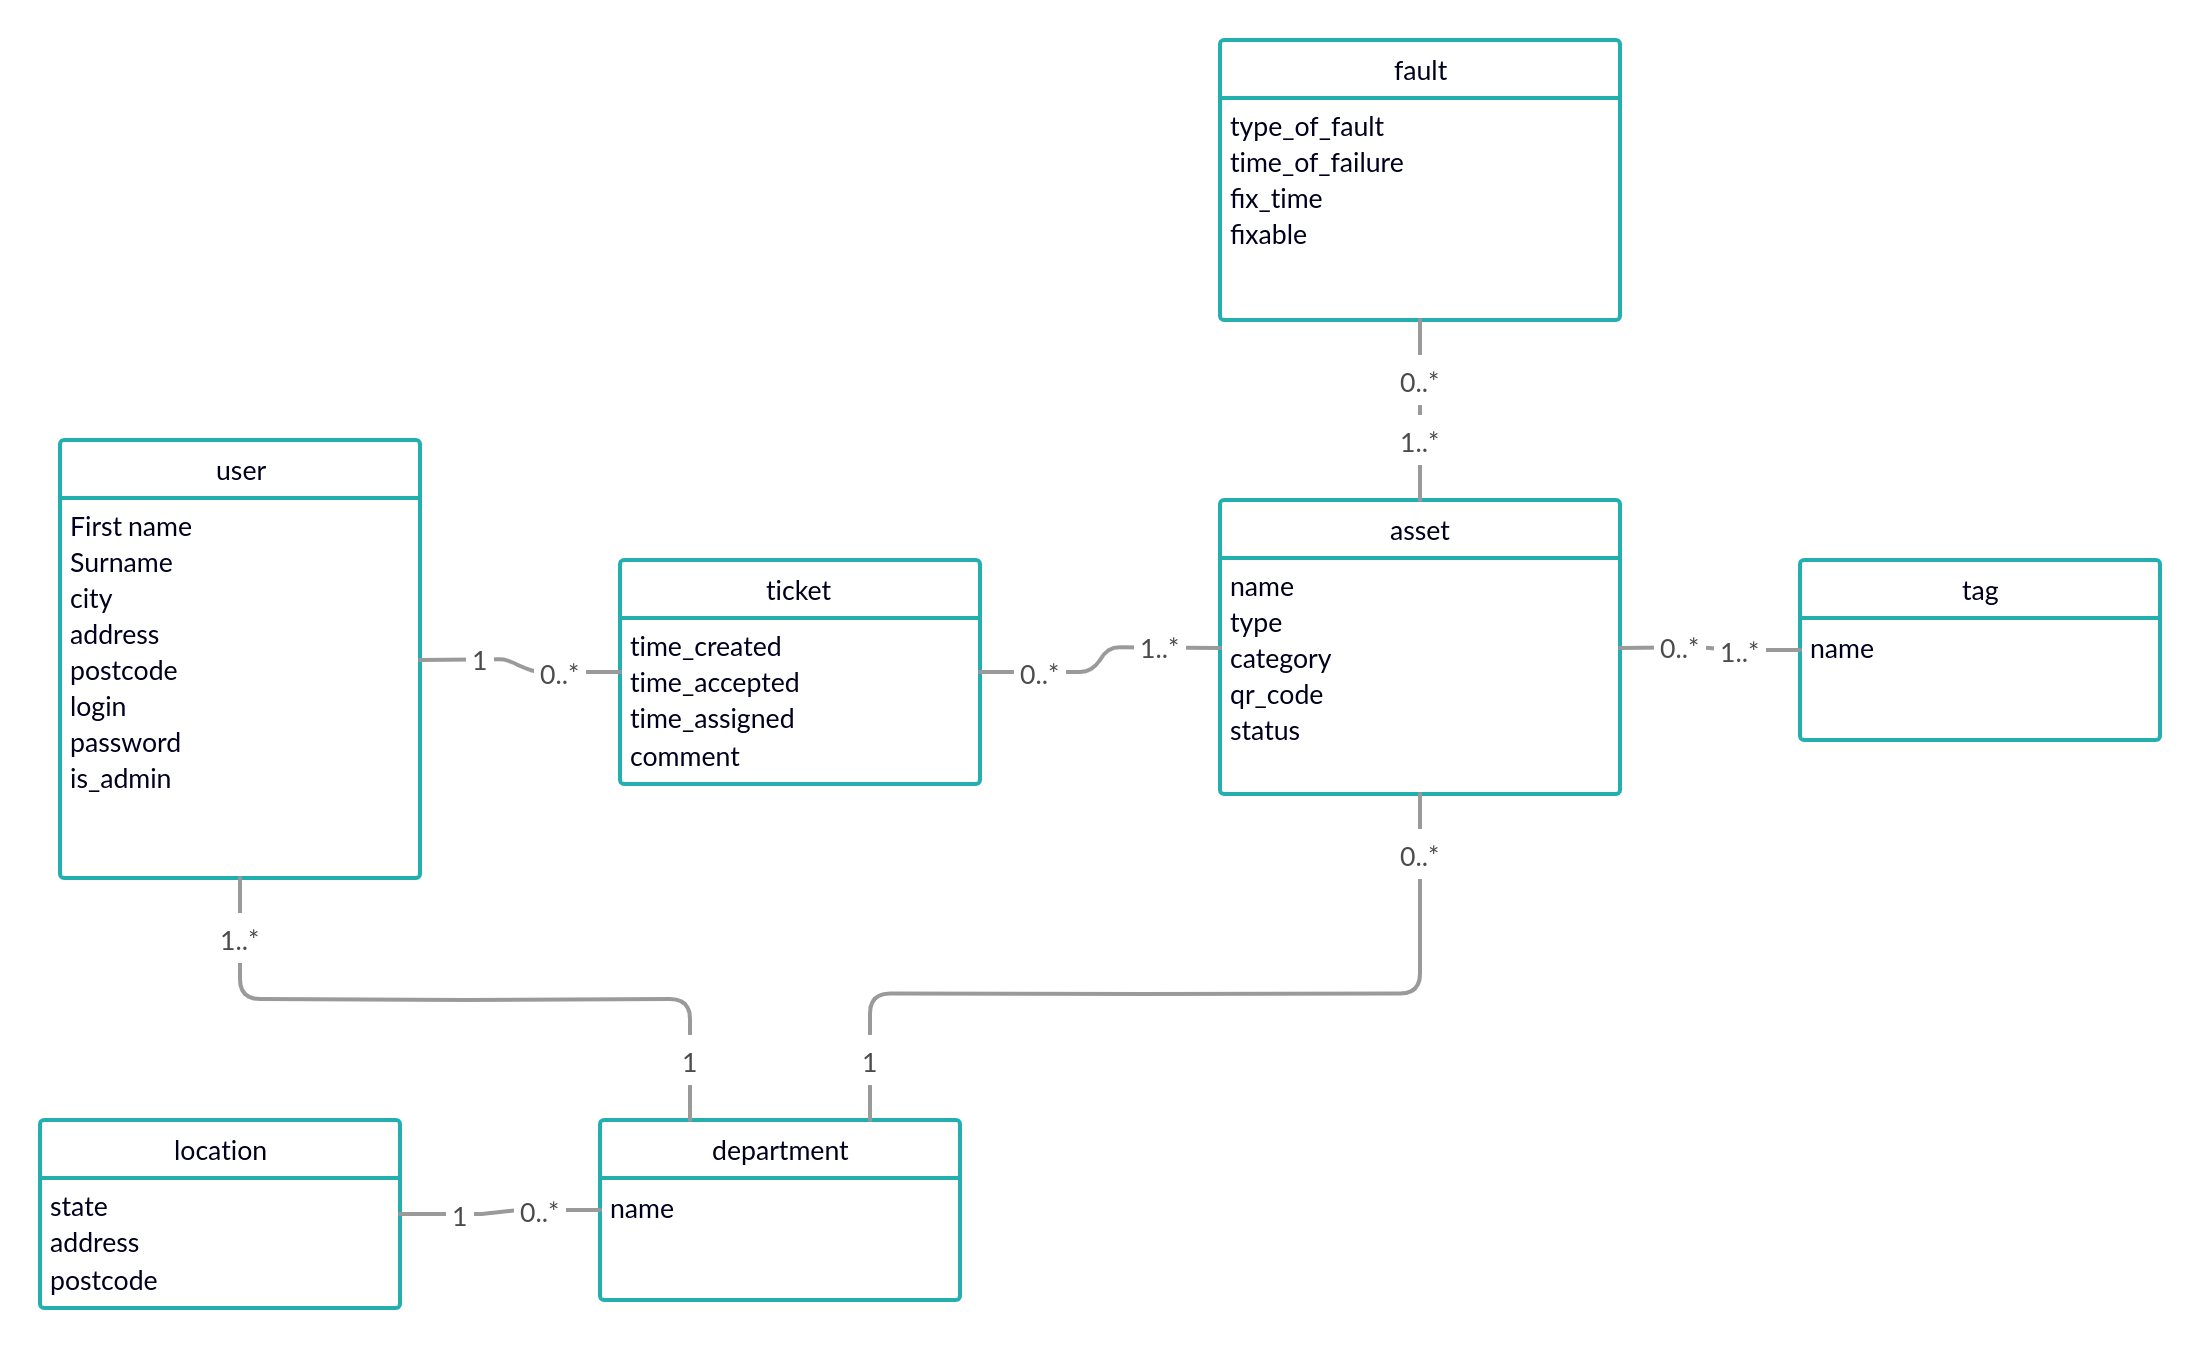 fault
type_of_fault
time_of_failure
fix_time
fixable
0..*
1..*
user
First name
Surname
city
address
postcode
login
password
is_admin
1
0..*
ticket
time_created
time_accepted
time_assigned
comment
0..*
1..*
asset
name
type
category
qr_code
status
0..*
1..*
tag
name
0..*
1..*
1
1
location
state
address
postcode
1
0..*
department
name